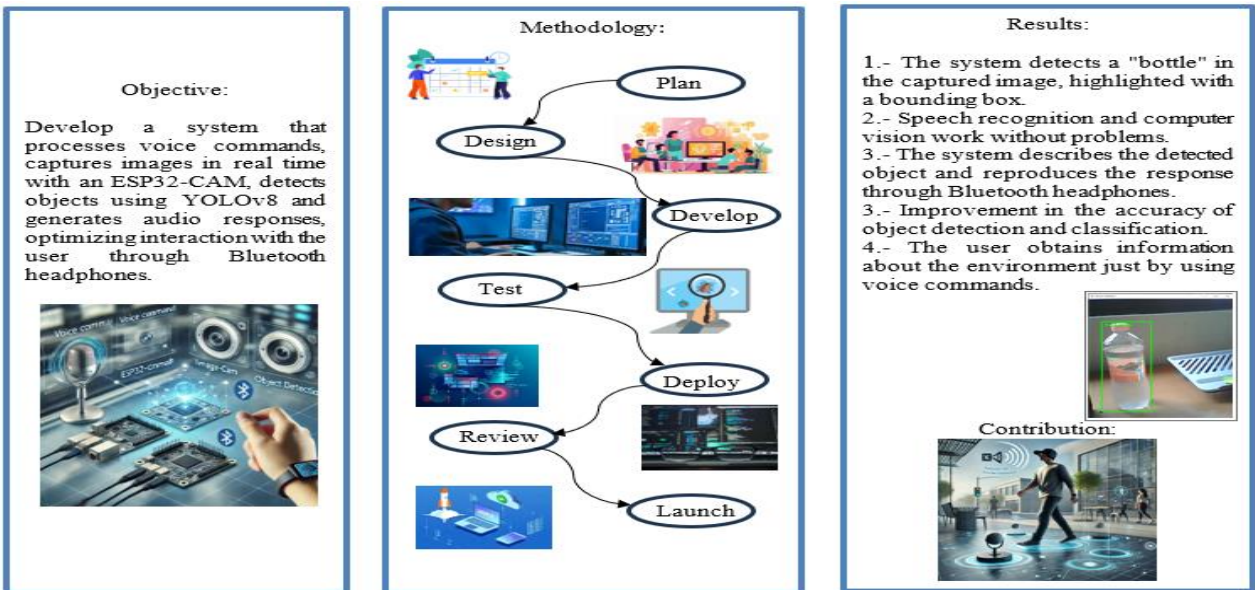 Objective:
Develop a system that
processes voice commands,
captures images in real time
with an ESP32-CAM, detects
objects using YOLOv8 and
generates audio responses,
optimizing interaction with the
user through Bluetooth
headphones.
Voice command
Object Detection
Methodology:
Plan
Design
Develop
Test
Deploy
Review
Launch
Results:
1.- The system detects a "bottle" in
the captured image, highlighted with
a bounding box.
2.- Speech recognition and computer
vision work without problems.
3.- The system describes the detected
object and reproduces the response
through Bluetooth headphones.
3.- Improvement in the accuracy of
object detection and classification.
4.- The user obtains information
about the environment just by using
voice commands.
Contribution: